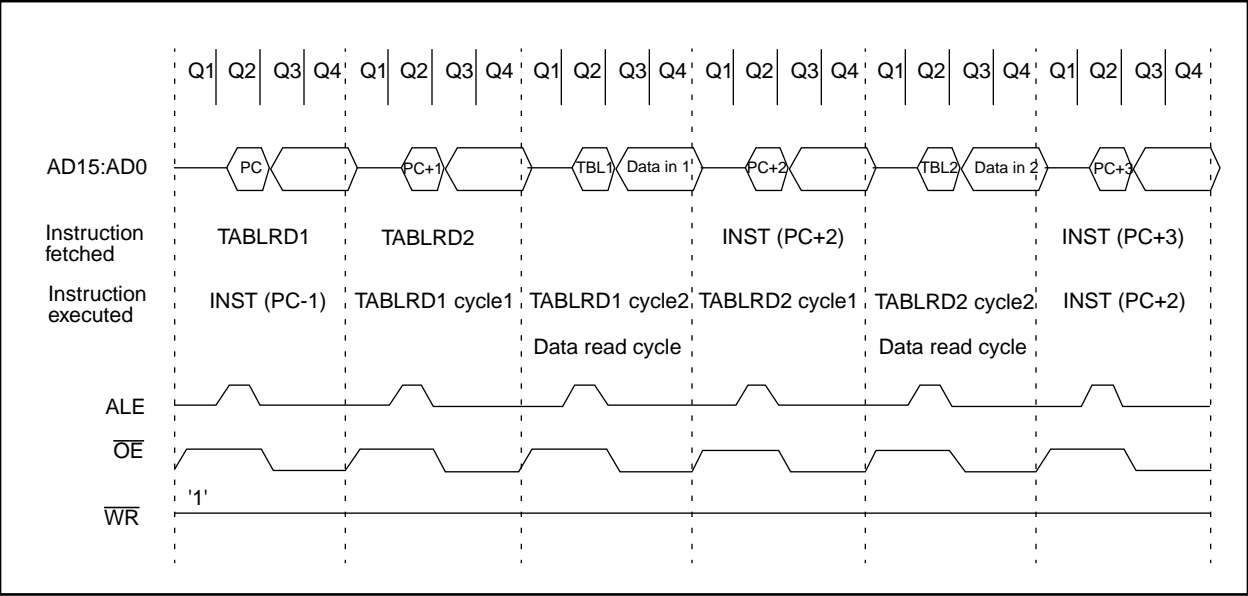 Q1 Q2 Q3 Q4 Q1 Q2 Q3 Q4 Q1 Q2 Q3 Q4 Q1 Q2 Q3 Q4 Q1 Q2 Q3 Q4 Q1 Q2 Q3 Q4
AD15:AD0 PC PC+1 TBL1 Data in 1 PC+2 TBL2 Data in 2 PC+3
Instruction
fetched
TABLRD1 TABLRD2 INST (PC+2) INST (PC+3)
Instruction
executed
INST (PC-1) TABLRD1 cycle1 TABLRD1 cycle2 TABLRD2 cycle1 TABLRD2 cycle2 INST (PC+2)
Data read cycle Data read cycle
ALE
OE
'1'
WR